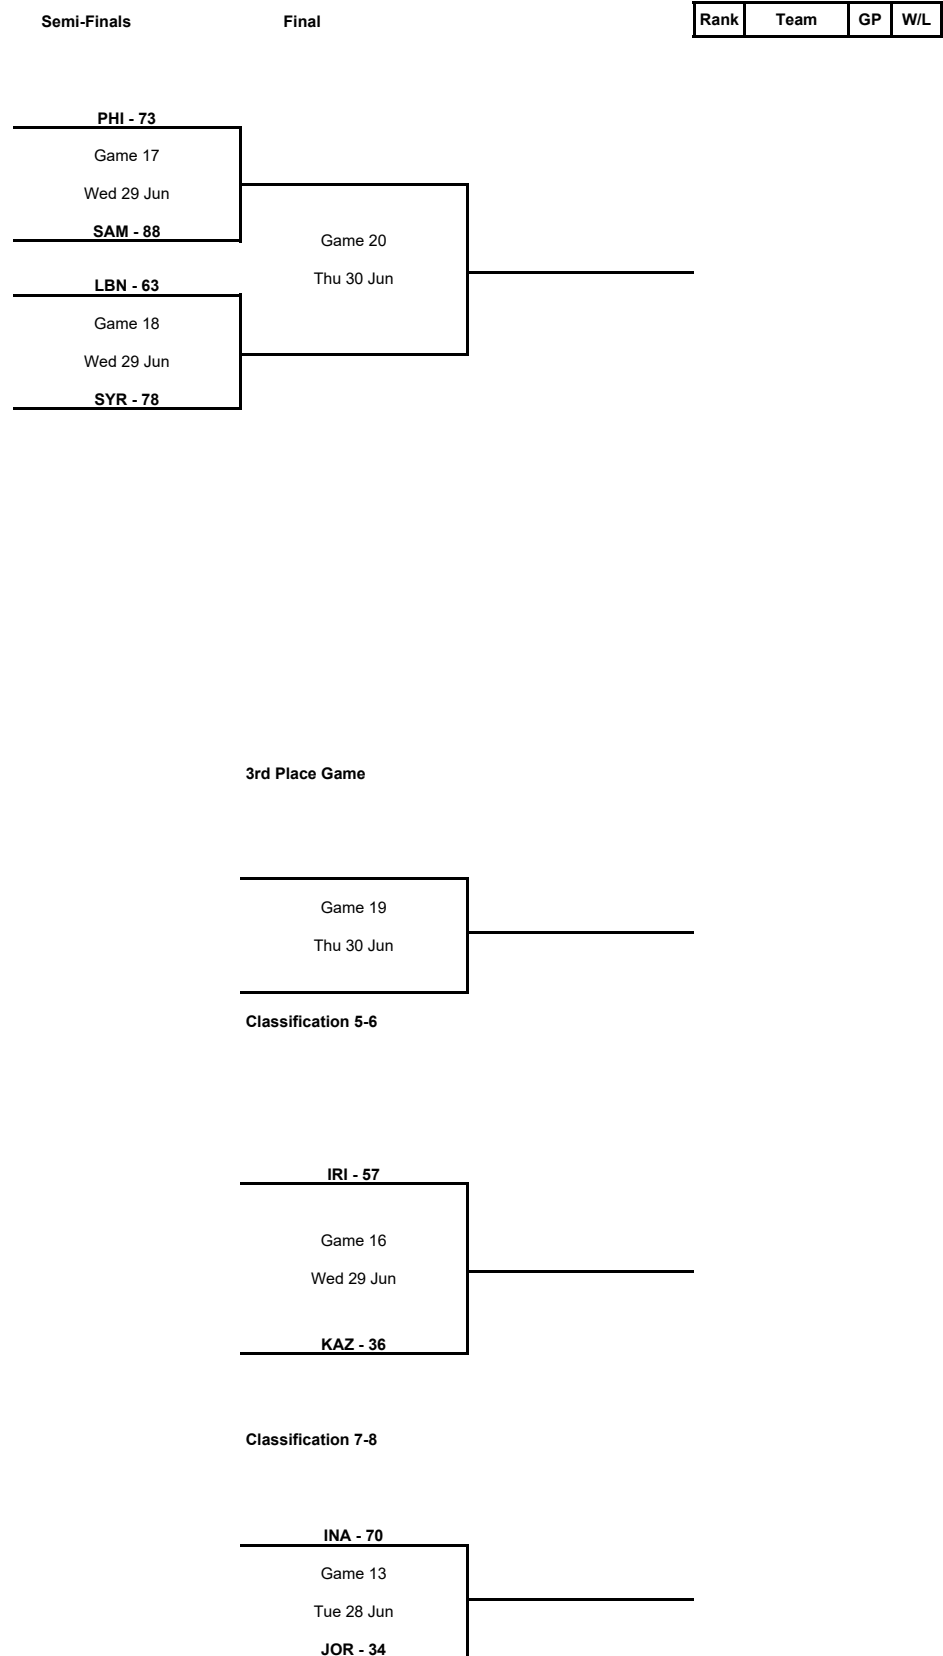 Semi-Finals Final Rank Team GP W/L
PHI - 73
Game 17
Wed 29 Jun
SAM - 88
Game 20
Thu 30 Jun
LBN - 63
Game 18
Wed 29 Jun
SYR - 78
3rd Place Game
Game 19
Thu 30 Jun
Classification 5-6
IRI - 57
Game 16
Wed 29 Jun
KAZ - 36
Classification 7-8
INA - 70
Game 13
Tue 28 Jun
JOR - 34